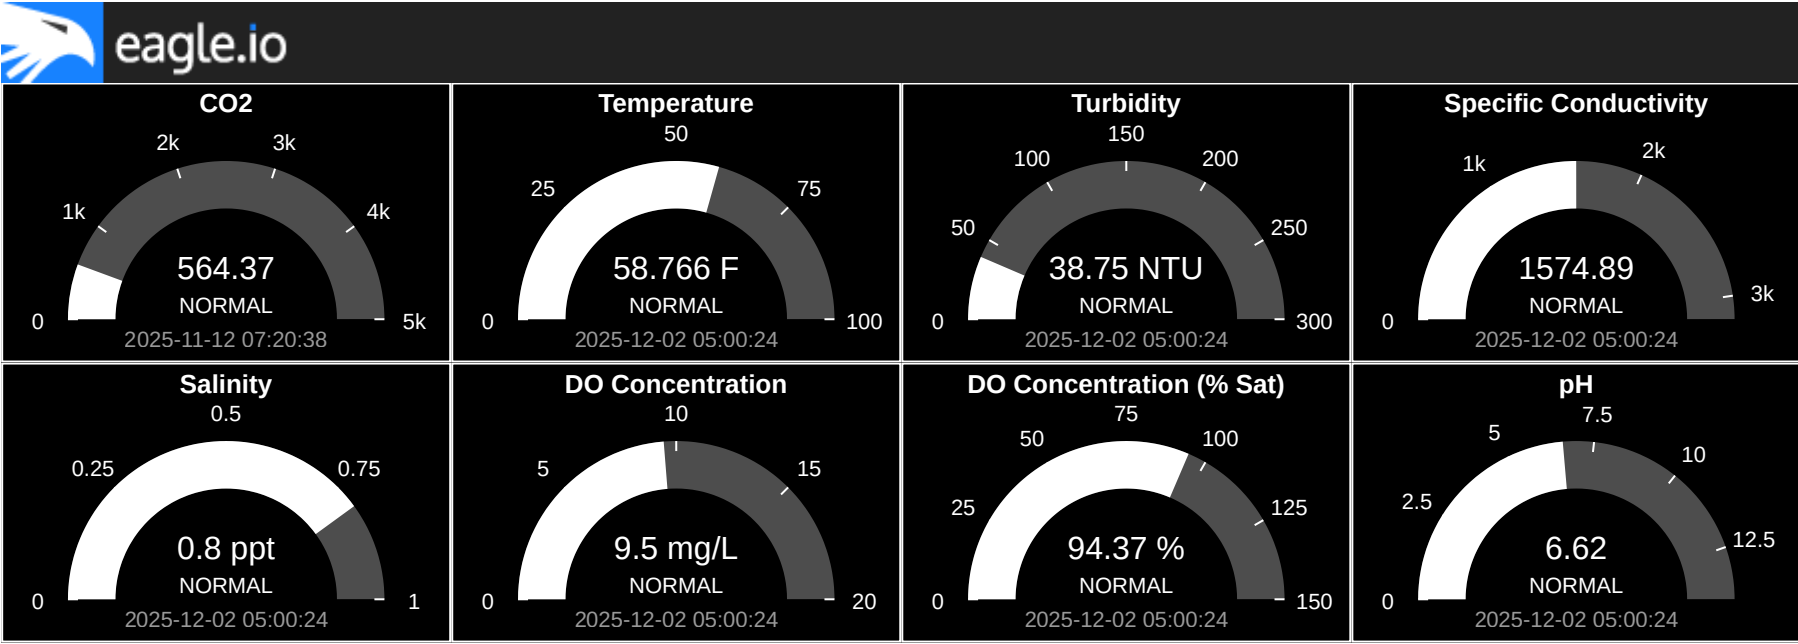 eagle.io
CO2
2k
3k
1k
4k
564.37
NORMAL
0
5k
2025-11-12 07:20:38
Temperature
50
25
75
58.766 F
NORMAL
0
100
2025-12-02 05:00:24
Turbidity
150
100
200
50
250
38.75 NTU
NORMAL
0
300
2025-12-02 05:00:24
Specific Conductivity
2k
1k
1574.89
3k
NORMAL
0
2025-12-02 05:00:24
Salinity
0.5
0.25
0.75
0.8 ppt
NORMAL
0
1
2025-12-02 05:00:24
DO Concentration
10
5
15
9.5 mg/L
NORMAL
0
20
2025-12-02 05:00:24
DO Concentration (% Sat)
75
50
100
25
125
94.37 %
NORMAL
0
150
2025-12-02 05:00:24
pH
7.5
5
10
2.5
12.5
6.62
NORMAL
0
2025-12-02 05:00:24